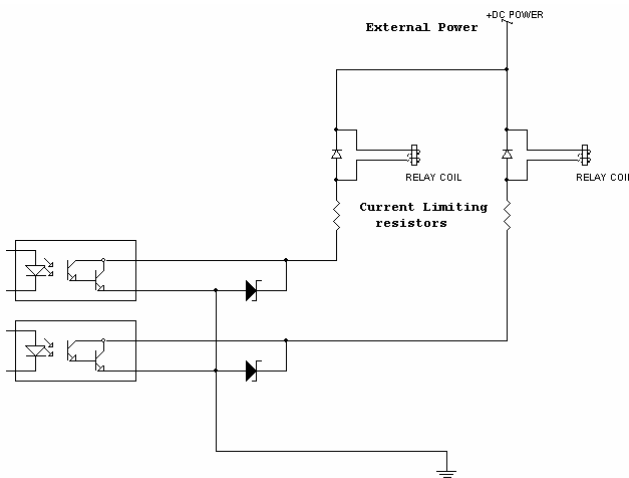 +DC POWER
External Power
RELAY COIL
RELAY COIL
Current Limiting
resistors